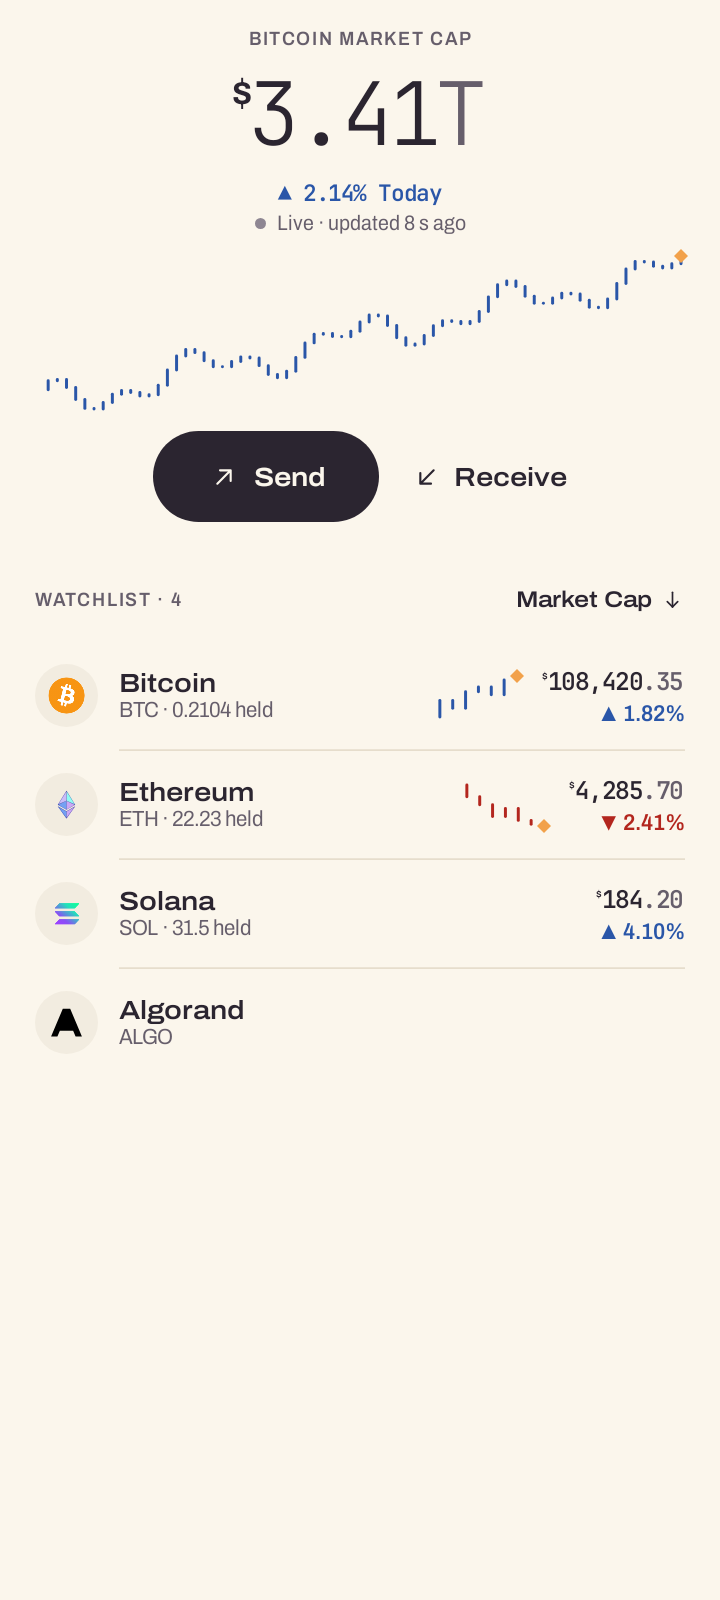 BITCOIN MARKET CAP
$3.41T
▲ 2.14% Today
Live · updated 8 s ago
Send
Receive
WATCHLIST · 4
Market Cap ↓
Bitcoin
$108,420.35
BTC · 0.2104 held
▲ 1.82%
Ethereum
$4,285.70
ETH · 22.23 held
▼ 2.41%
Solana
$184.20
SOL · 31.5 held
▲ 4.10%
Algorand
ALGO